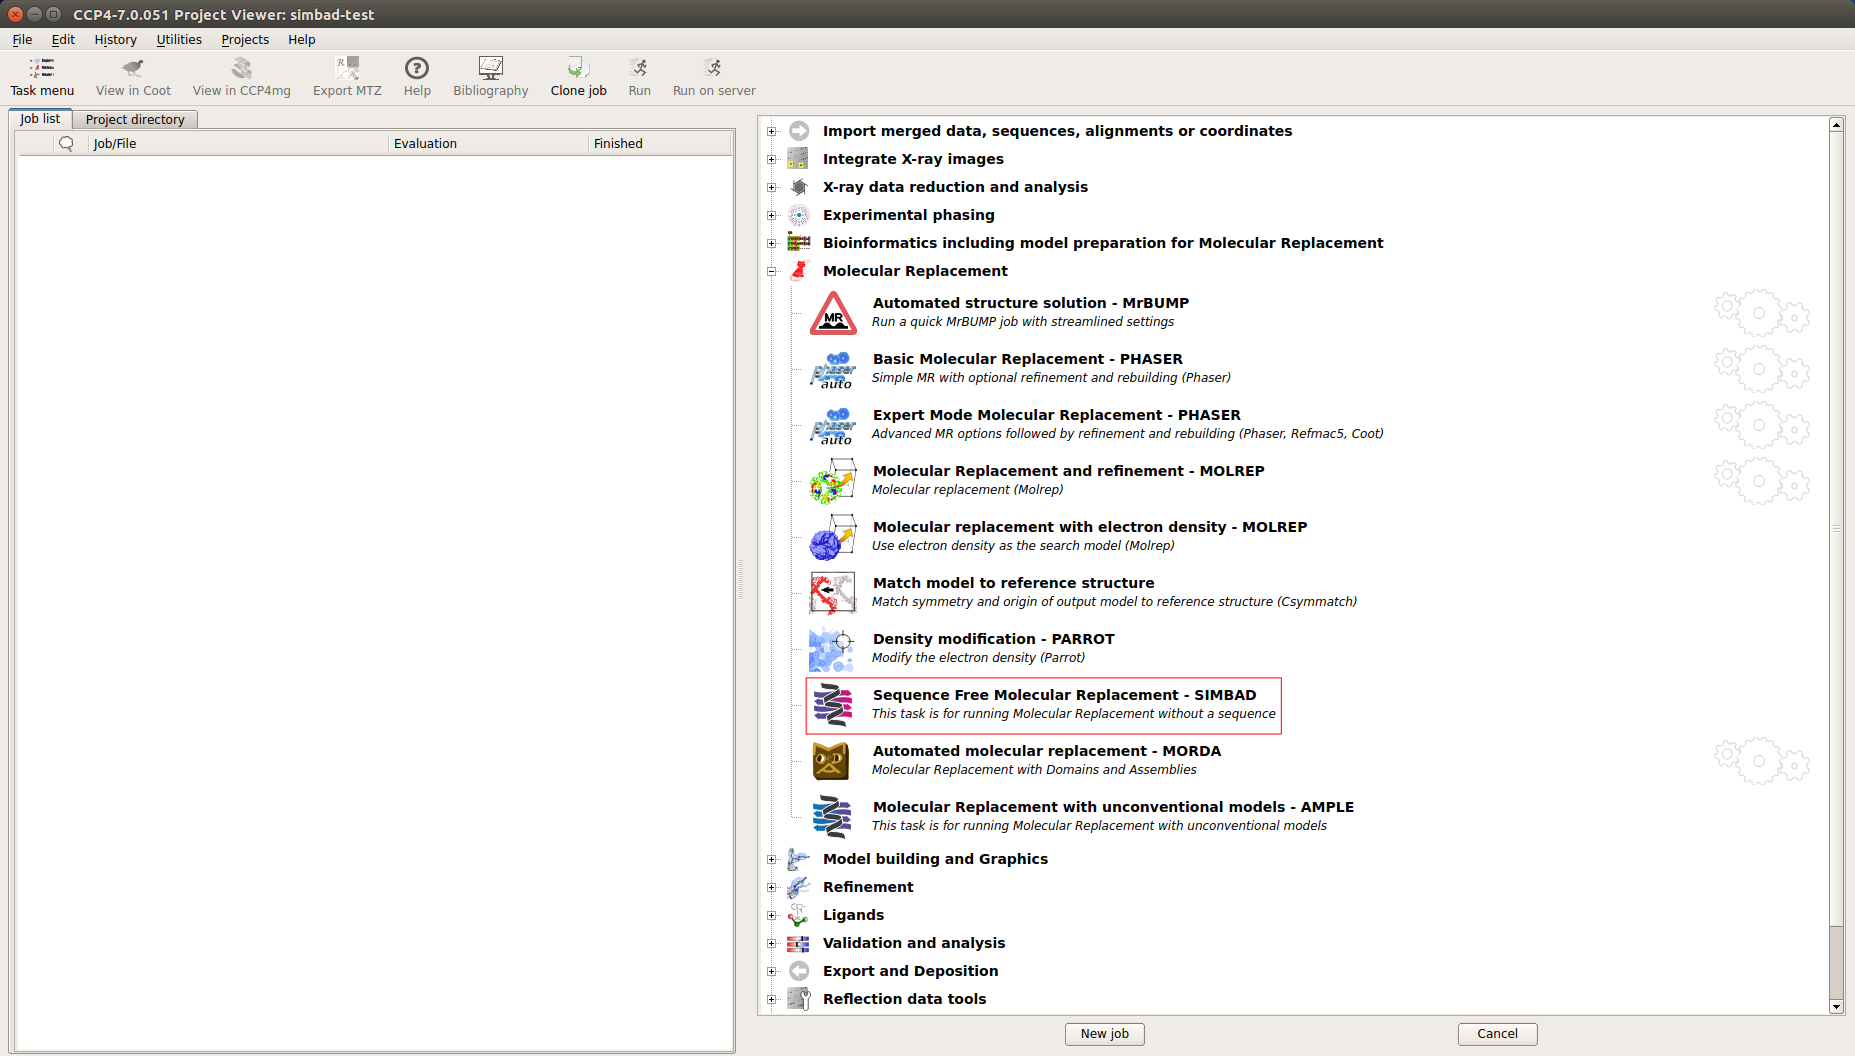 CCP4-7.0.051 Project Viewer: simbad-test
File Edit History Utilities Projects Help
Task menu View in Coot View in CCP4mg Export MTZ Help Bibliography Clone job Run Run on server
Job list Project directory
Job/File Evaluation Finished
Import merged data, sequences, alignments or coordinates
Integrate X-ray images
X-ray data reduction and analysis
Experimental phasing
Bioinformatics including model preparation for Molecular Replacement
Molecular Replacement
MR
Automated structure solution - MrBUMP
Run a quick MrBUMP job with streamlined settings
phaser
auto
Basic Molecular Replacement - PHASER
Simple MR with optional refinement and rebuilding (Phaser)
phaser
auto
Expert Mode Molecular Replacement - PHASER
Advanced MR options followed by refinement and rebuilding (Phaser, Refmac5, Coot)
Molecular Replacement and refinement - MOLREP
Molecular replacement (Molrep)
Molecular replacement with electron density - MOLREP
Use electron density as the search model (Molrep)
Match model to reference structure
Match symmetry and origin of output model to reference structure (Csymmatch)
Density modification - PARROT
Modify the electron density (Parrot)
Sequence Free Molecular Replacement - SIMBAD
This task is for running Molecular Replacement without a sequence
Automated molecular replacement - MORDA
Molecular Replacement with Domains and Assemblies
Molecular Replacement with unconventional models - AMPLE
This task is for running Molecular Replacement with unconventional models
Model building and Graphics
Refinement
Ligands
Validation and analysis
Export and Deposition
Reflection data tools
New job Cancel